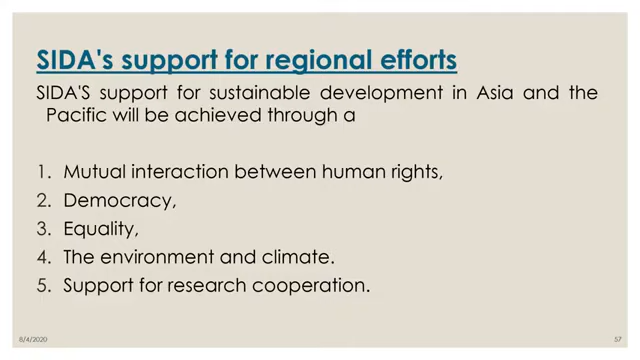 SIDA's support for regional efforts
SIDA'S support for sustainable development in Asia and the
Pacific will be achieved through a
1. Mutual interaction between human rights,
2. Democracy,
3. Equality,
4. The environment and climate.
5. Support for research cooperation.
8/4/2020
57